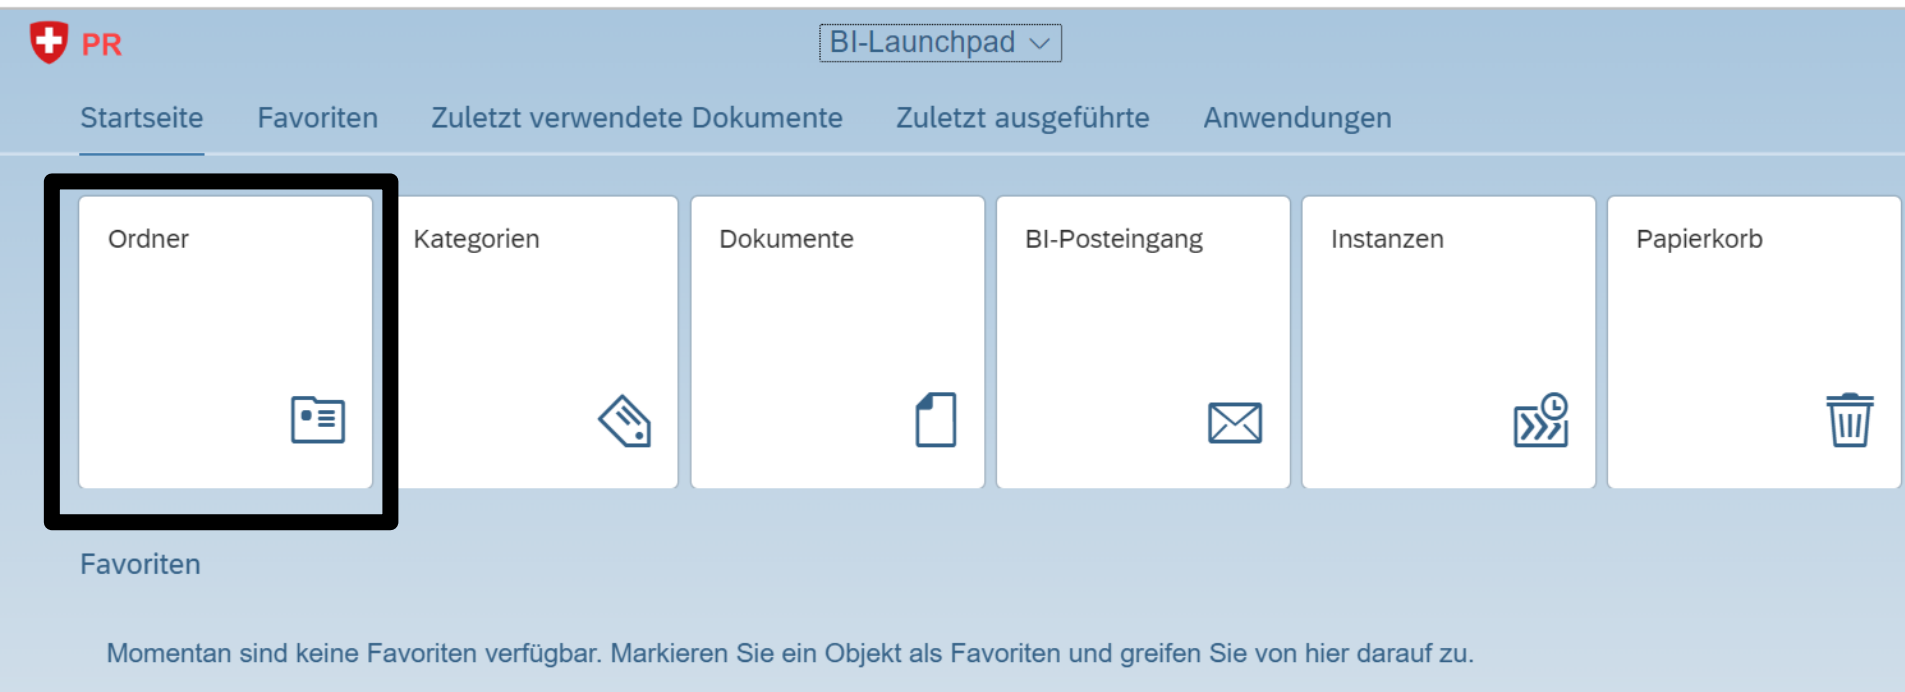 PR
BI-Launchpad
Startseite Favoriten Zuletzt verwendete Dokumente Zuletzt ausgeführte Anwendungen
Ordner Kategorien Dokumente BI-Posteingang Instanzen Papierkorb
Favoriten
Momentan sind keine Favoriten verfügbar. Markieren Sie ein Objekt als Favoriten und greifen Sie von hier darauf zu.